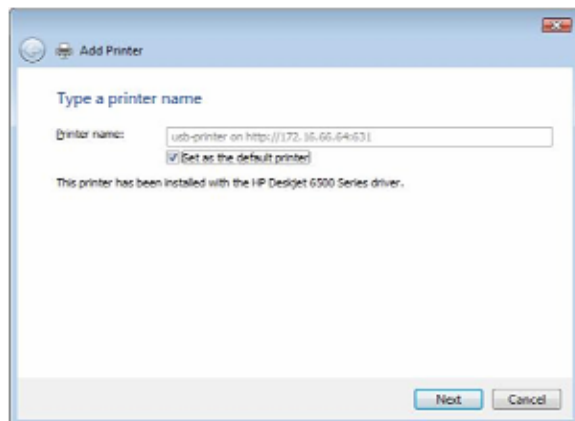 Add Printer
Type a printer name
Printer name:
usb-printer on http://172.16.66.64:631
Set as the default printer
This printer has been installed with the HP Deskjet 6500 Series driver.
Next
Cancel